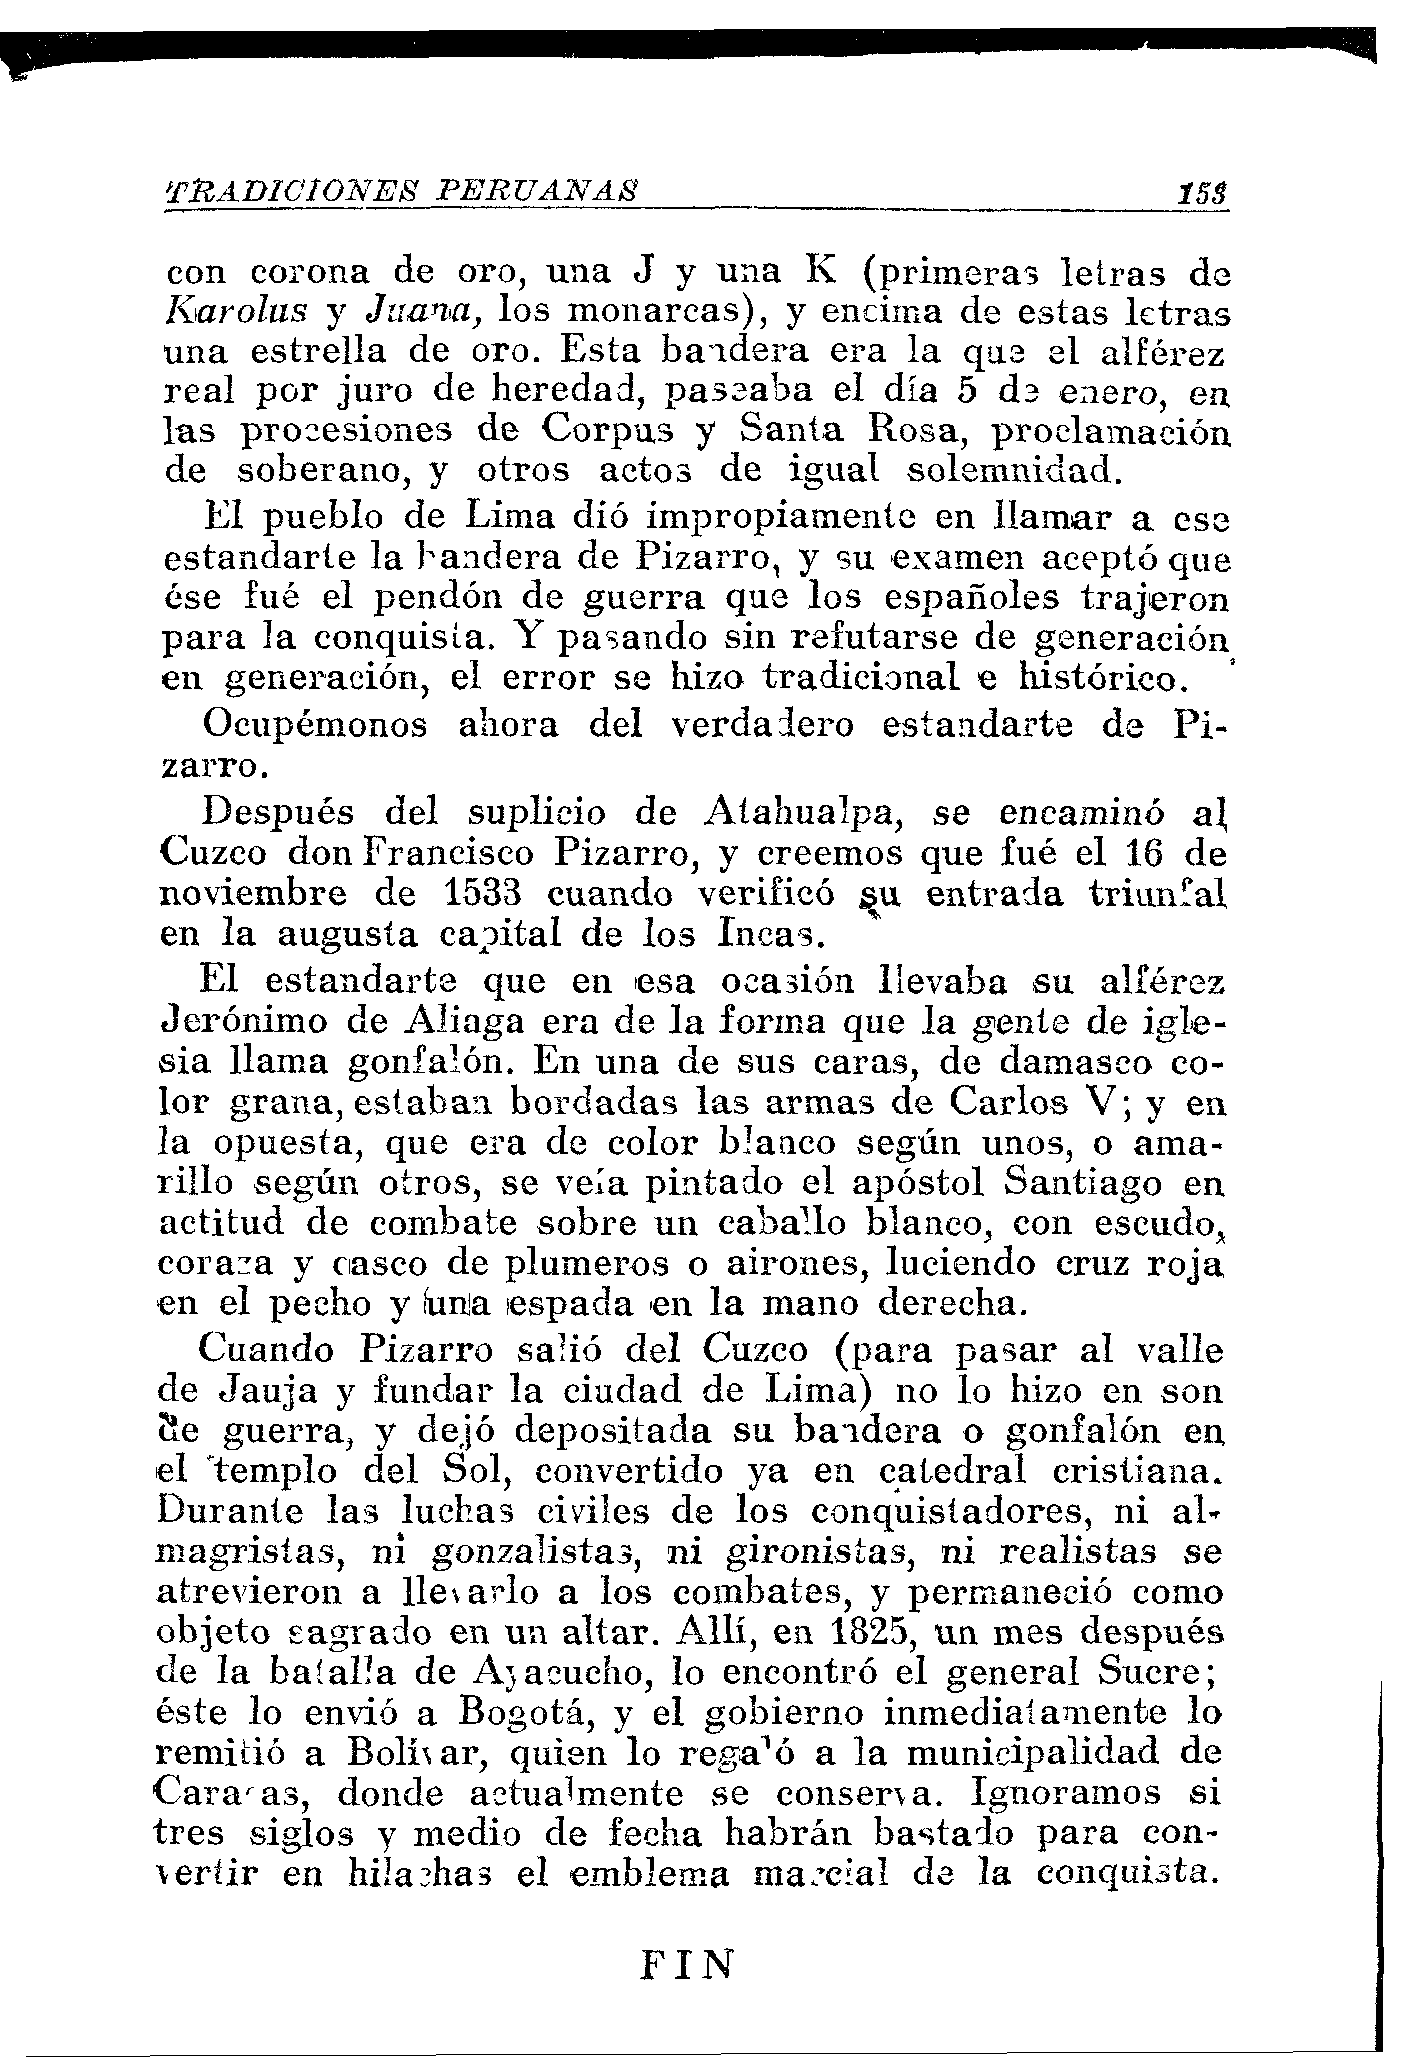 TRADICIONES PERUANAS 153
con corona de oro, una J y una K (primeras letras de
Karolus y Juana, los monarcas), y encima de estas letras
una estrella de oro. Esta bandera era la que el alférez
real por juro de heredad, paseaba el día 5 de enero, en
las procesiones de Corpus y Santa Rosa, proclamación
de soberano, y otros actos de igual solemnidad.
El pueblo de Lima dió impropiamente en llamar a ese
estandarte la bandera de Pizarro, y su examen aceptó que
ése fué el pendón de guerra que los españoles trajeron
para la conquista. Y pasando sin refutarse de generación
en generación, el error se hizo tradicional e histórico.
Ocupémonos ahora del verdadero estandarte de Pi-
zarro.
Después del suplicio de Atahualpa, se encaminó al
Cuzco don Francisco Pizarro, y creemos que fué el 16 de
noviembre de 1533 cuando verificó su entrada triunfal
en la augusta capital de los Incas.
El estandarte que en esa ocasión llevaba su alférez
Jerónimo de Aliaga era de la forma que la gente de igle-
sia llama gonfalón. En una de sus caras, de damasco co-
lor grana, estaban bordadas las armas de Carlos V; y en
la opuesta, que era de color blanco según unos, o ama-
rillo según otros, se veía pintado el apóstol Santiago en
actitud de combate sobre un caballo blanco, con escudo,
coraza y casco de plumeros o airones, luciendo cruz roja
en el pecho y una espada en la mano derecha.
Cuando Pizarro salió del Cuzco (para pasar al valle
de Jauja y fundar la ciudad de Lima) no lo hizo en son
de guerra, y dejó depositada su bandera o gonfalón en
el templo del Sol, convertido ya en catedral cristiana.
Durante las luchas civiles de los conquistadores, ni al-
magristas, ni gonzalistas, ni gironistas, ni realistas se
atrevieron a llevarlo a los combates, y permaneció como
objeto sagrado en un altar. Allí, en 1825, un mes después
de la batalla de Ayacucho, lo encontró el general Sucre;
éste lo envió a Bogotá, y el gobierno inmediatamente lo
remitió a Bolívar, quien lo regaló a la municipalidad de
Caracas, donde actualmente se conserva. Ignoramos si
tres siglos y medio de fecha habrán bastado para con-
vertir en hilachas el emblema marcial de la conquista.
FIN